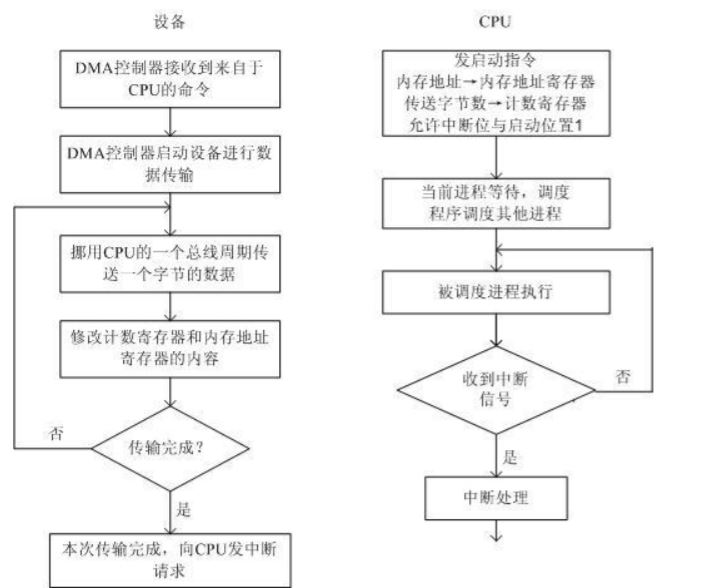 设备
DMA控制器接收到来自于
CPU的命令
DMA控制器启动设备进行数
据传输
挪用CPU的一个总线周期传
送一个字节的数据
修改计数寄存器和内存地址
寄存器的内容
否
传输完成？
是
本次传输完成，向CPU发中断
请求
CPU
发启动指令
内存地址→内存地址寄存器
传送字节数→计数寄存器
允许中断位与启动位置1
当前进程等待，调度
程序调度其他进程
被调度进程执行
收到中断
信号
否
是
中断处理